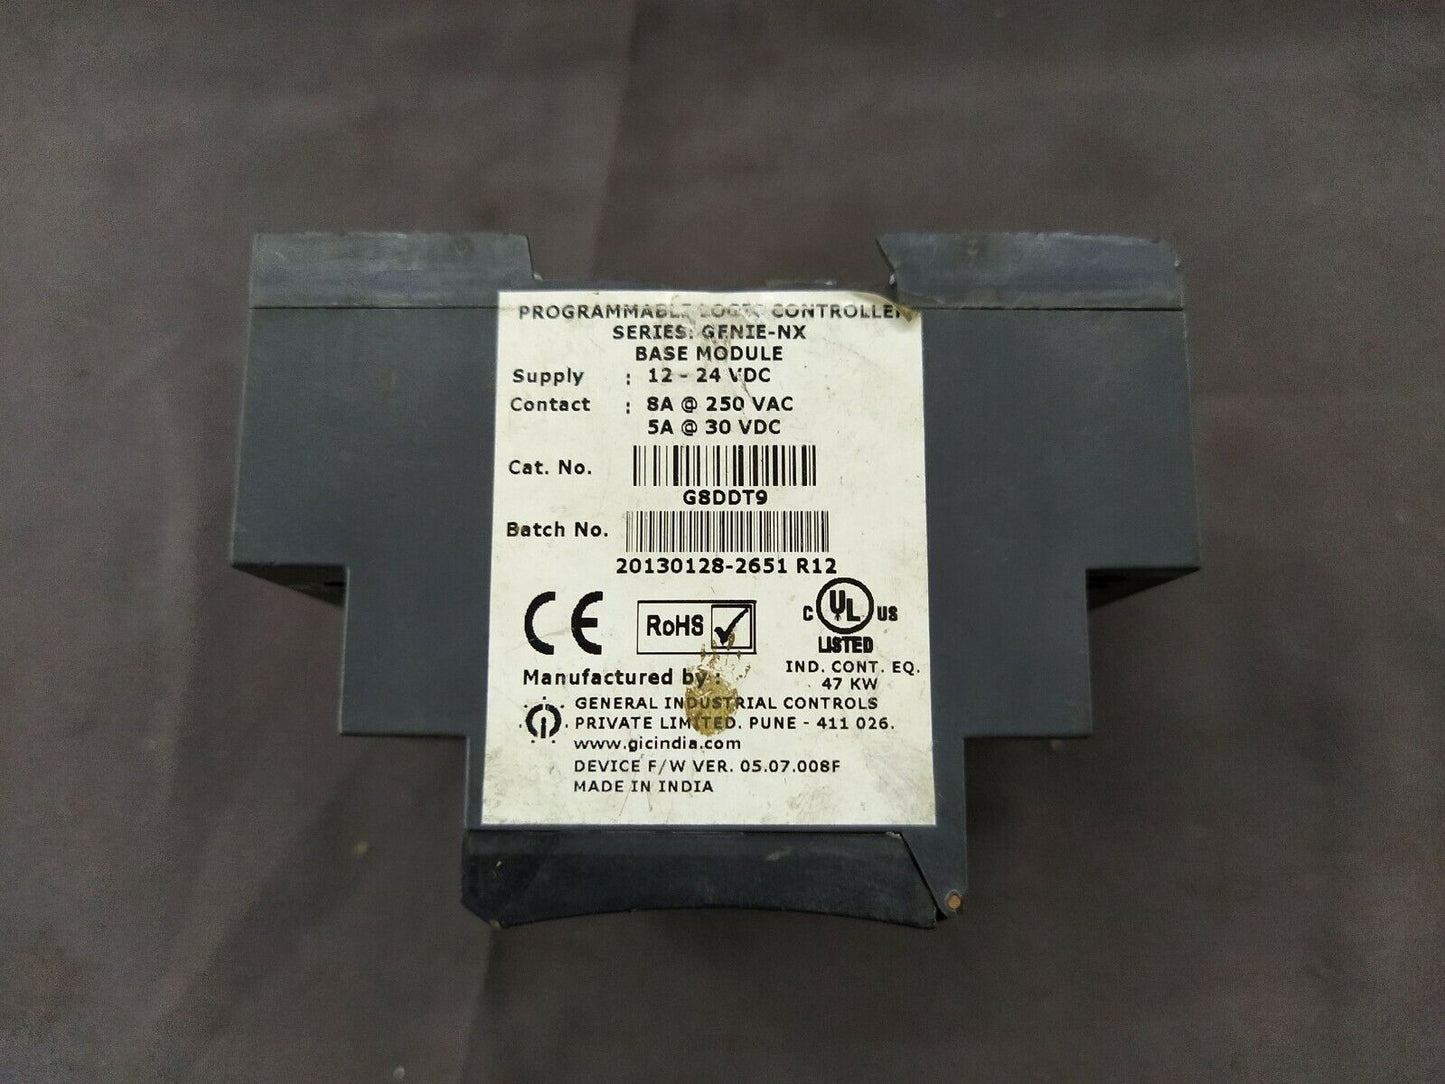 PROGRAMMABLE LOGIC CONTROLLER
SERIES: GENIE-NX
BASE MODULE
Supply : 12 - 24 VDC
Contact : 8A @ 250 VAC
5A @ 30 VDC
Cat. No.
G8DDT9
Batch No.
20130128-2651 R12
CE RoHS C UL US
LISTED
IND. CONT. EQ.
47 KW
Manufactured by :
GENERAL INDUSTRIAL CONTROLS
PRIVATE LIMITED. PUNE - 411 026.
www.gicindia.com
DEVICE F/W VER. 05.07.008F
MADE IN INDIA